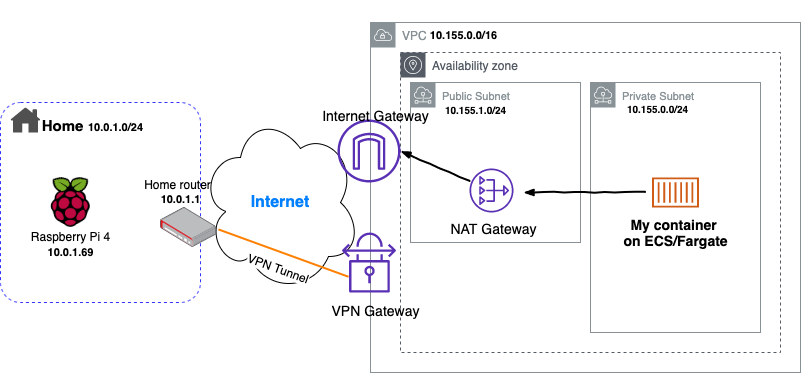 VPC 10.155.0.0/16
Availability zone
Public Subnet
10.155.1.0/24
Private Subnet
10.155.0.0/24
Internet Gateway
Home 10.0.1.0/24
Home router
10.0.1.1
Internet
Raspberry Pi 4
10.0.1.69
NAT Gateway
My container
on ECS/Fargate
VPN Tunnel
VPN Gateway